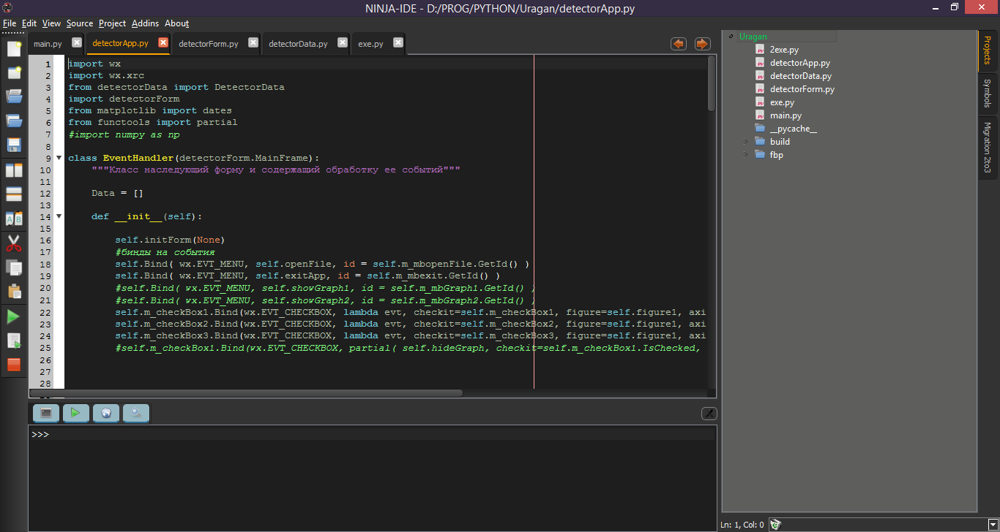 NINJA-IDE - D:/PROG/PYTHON/Uragan/detectorApp.py
File Edit View Source Project Addins About
main.py detectorApp.py detectorForm.py detectorData.py exe.py
1 import wx
2 import wx.xrc
3 from detectorData import DetectorData
4 import detectorForm
5 from matplotlib import dates
6 from functools import partial
7 #import numpy as np
8
9 class EventHandler(detectorForm.MainFrame):
10 """Класс наследующий форму и содержащий обработку ее событий"""
11
12 Data = []
13
14 def __init__(self):
15
16 self.initForm(None)
17 #бинды на события
18 self.Bind( wx.EVT_MENU, self.openFile, id = self.m_mbopenFile.GetId() )
19 self.Bind( wx.EVT_MENU, self.exitApp, id = self.m_mbexit.GetId() )
20 #self.Bind( wx.EVT_MENU, self.showGraph1, id = self.m_mbGraph1.GetId() )
21 #self.Bind( wx.EVT_MENU, self.showGraph2, id = self.m_mbGraph2.GetId() )
22 self.m_checkBox1.Bind(wx.EVT_CHECKBOX, lambda evt, checkit=self.m_checkBox1, figure=self.figure1, axi
23 self.m_checkBox2.Bind(wx.EVT_CHECKBOX, lambda evt, checkit=self.m_checkBox2, figure=self.figure1, axi
24 self.m_checkBox3.Bind(wx.EVT_CHECKBOX, lambda evt, checkit=self.m_checkBox3, figure=self.figure1, axi
25 #self.m_checkBox1.Bind(wx.EVT_CHECKBOX, partial( self.hideGraph, checkit=self.m_checkBox1.IsChecked,
26
27
28
>>>
Uragan
2exe.py
detectorApp.py
detectorData.py
detectorForm.py
exe.py
main.py
__pycache__
build
fbp
Projects
Symbols
Migration 2to3
Ln: 1, Col: 0